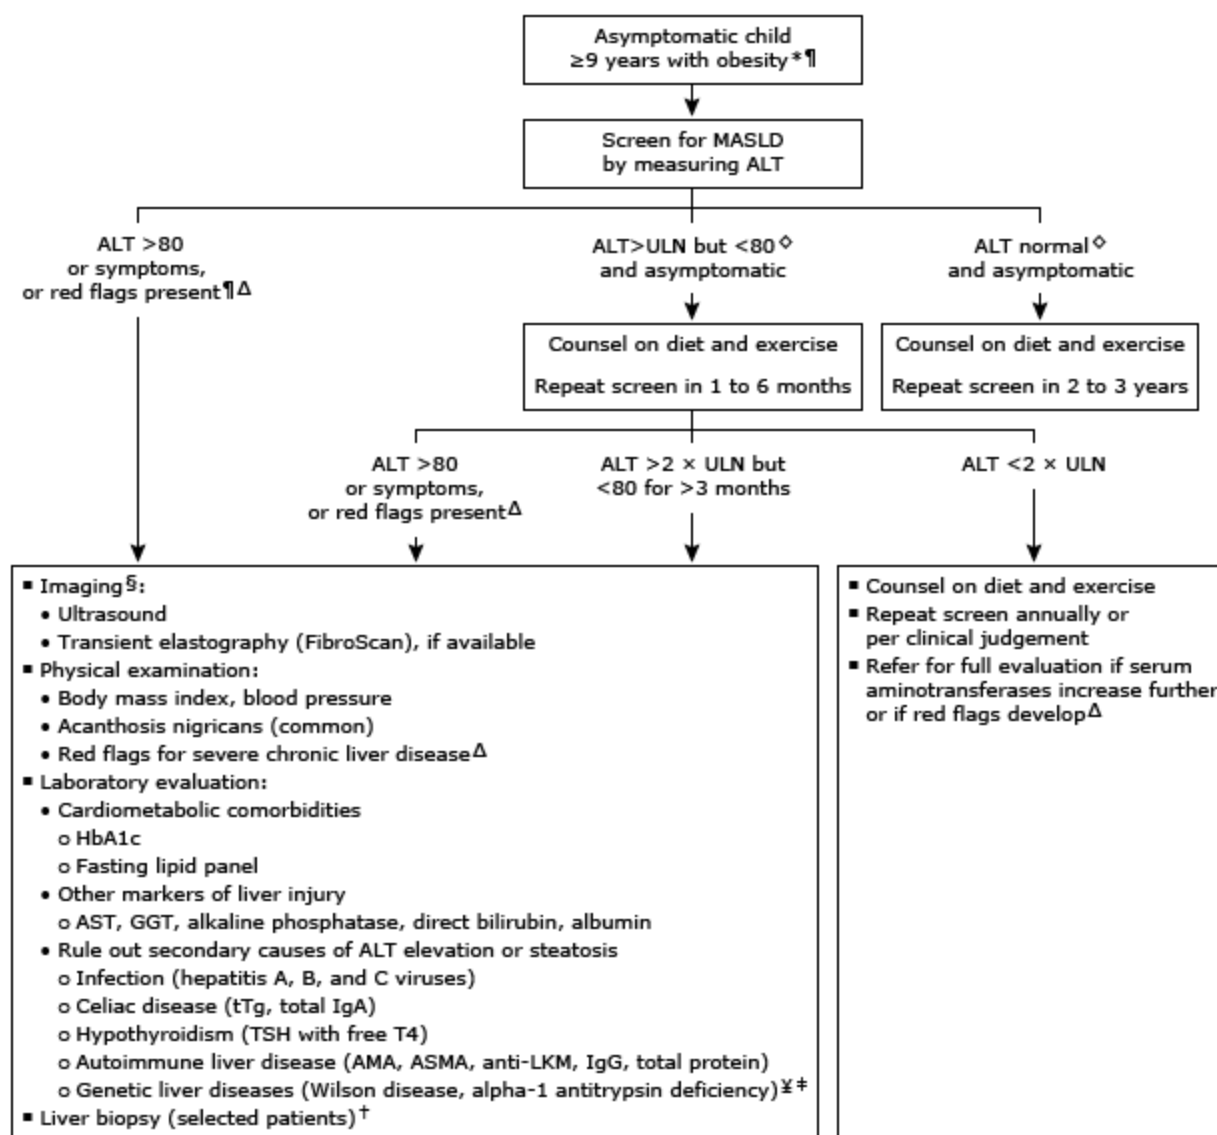 Asymptomatic child
≥9 years with obesity*¶
Screen for MASLD
by measuring ALT
ALT >80
or symptoms,
or red flags present¶Δ
ALT>ULN but <80◇
and asymptomatic
ALT normal◇
and asymptomatic
Counsel on diet and exercise
Repeat screen in 1 to 6 months
Counsel on diet and exercise
Repeat screen in 2 to 3 years
ALT >80
or symptoms,
or red flags presentΔ
ALT >2 × ULN but
<80 for >3 months
ALT <2 × ULN
▪ Imaging§:
• Ultrasound
• Transient elastography (FibroScan), if available
▪ Physical examination:
• Body mass index, blood pressure
• Acanthosis nigricans (common)
• Red flags for severe chronic liver diseaseΔ
▪ Laboratory evaluation:
• Cardiometabolic comorbidities
o HbA1c
o Fasting lipid panel
• Other markers of liver injury
o AST, GGT, alkaline phosphatase, direct bilirubin, albumin
• Rule out secondary causes of ALT elevation or steatosis
o Infection (hepatitis A, B, and C viruses)
o Celiac disease (tTg, total IgA)
o Hypothyroidism (TSH with free T4)
o Autoimmune liver disease (AMA, ASMA, anti-LKM, IgG, total protein)
o Genetic liver diseases (Wilson disease, alpha-1 antitrypsin deficiency)¥‡
▪ Liver biopsy (selected patients)†
▪ Counsel on diet and exercise
▪ Repeat screen annually or
per clinical judgement
▪ Refer for full evaluation if serum
aminotransferases increase further
or if red flags developΔ